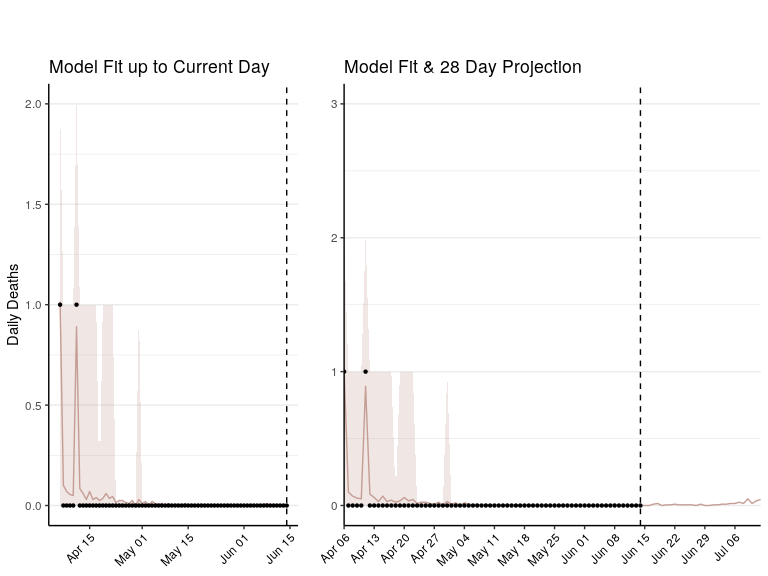 Model Fit up to Current Day
Daily Deaths
2.0
1.5
1.0
0.5
0.0
Apr 15
May 01
May 15
Jun 01
Jun 15
Model Fit & 28 Day Projection
3
2
1
0
Apr 06
Apr 13
Apr 20
Apr 27
May 04
May 11
May 18
May 25
Jun 01
Jun 08
Jun 15
Jun 22
Jun 29
Jul 06